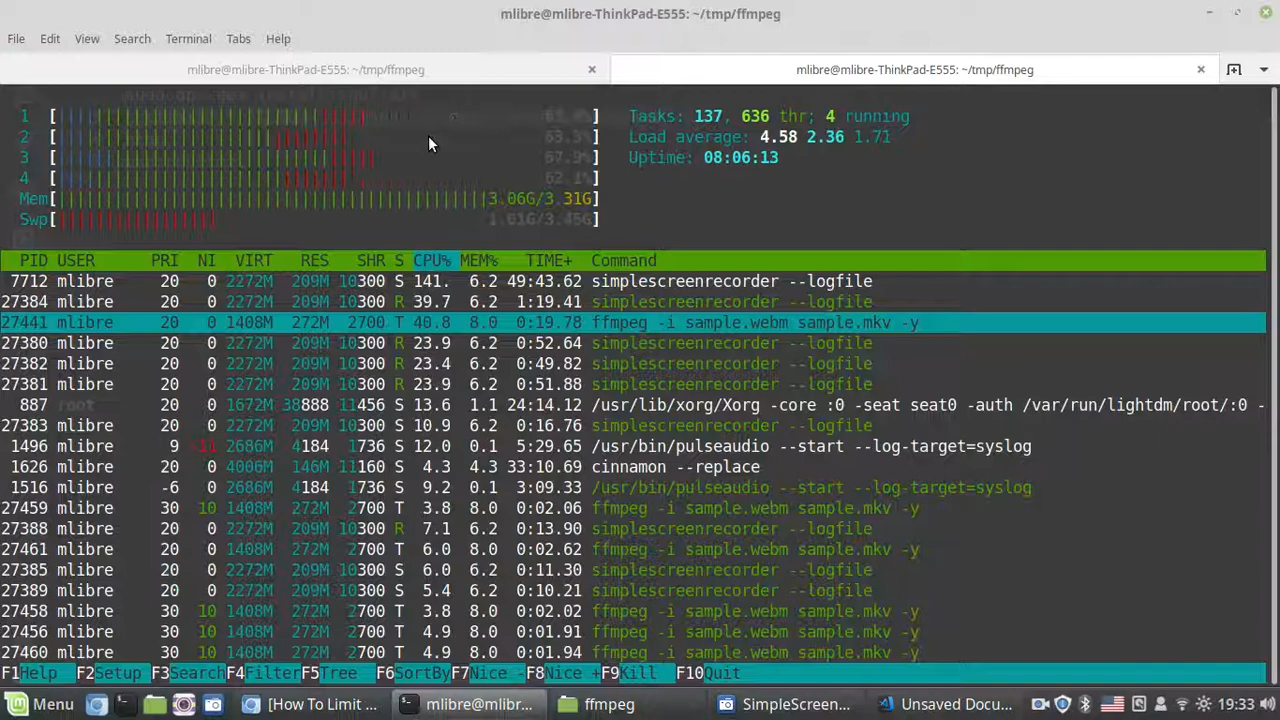 mlibre@mlibre-ThinkPad-E555: ~/tmp/ffmpeg
File Edit View Search Terminal Tabs Help
mlibre@mlibre-ThinkPad-E555: ~/tmp/ffmpeg mlibre@mlibre-ThinkPad-E555: ~/tmp/ffmpeg
1 [ ] Tasks: 137, 636 thr; 4 running
2 [ 63.3%] Load average: 4.58 2.36 1.71
3 [ 67.9%] Uptime: 08:06:13
4 [ 62.1%]
Mem[ 3.06G/3.31G]
Swp[ 1.61G/3.45G]
PID USER PRI NI VIRT RES SHR S CPU% MEM% TIME+ Command
7712 mlibre 20 0 2272M 209M 10300 S 141. 6.2 49:43.62 simplescreenrecorder --logfile
27384 mlibre 20 0 2272M 209M 10300 R 39.7 6.2 1:19.41 simplescreenrecorder --logfile
27441 mlibre 20 0 1408M 272M 2700 T 40.8 8.0 0:19.78 ffmpeg -i sample.webm sample.mkv -y
27380 mlibre 20 0 2272M 209M 10300 R 23.9 6.2 0:52.64 simplescreenrecorder --logfile
27382 mlibre 20 0 2272M 209M 10300 R 23.4 6.2 0:49.82 simplescreenrecorder --logfile
27381 mlibre 20 0 2272M 209M 10300 R 23.9 6.2 0:51.88 simplescreenrecorder --logfile
887 root 20 0 1672M 38888 11456 S 13.6 1.1 24:14.12 /usr/lib/xorg/Xorg -core :0 -seat seat0 -auth /var/run/lightdm/root/:0 -
27383 mlibre 20 0 2272M 209M 10300 S 10.9 6.2 0:16.76 simplescreenrecorder --logfile
1496 mlibre 9 -11 2686M 4184 1736 S 12.0 0.1 5:29.65 /usr/bin/pulseaudio --start --log-target=syslog
1626 mlibre 20 0 4006M 146M 11160 S 4.3 4.3 33:10.69 cinnamon --replace
1516 mlibre -6 0 2686M 4184 1736 S 9.2 0.1 3:09.33 /usr/bin/pulseaudio --start --log-target=syslog
27459 mlibre 30 10 1408M 272M 2700 T 3.8 8.0 0:02.06 ffmpeg -i sample.webm sample.mkv -y
27388 mlibre 20 0 2272M 209M 10300 R 7.1 6.2 0:13.90 simplescreenrecorder --logfile
27461 mlibre 30 10 1408M 272M 2700 T 6.0 8.0 0:02.62 ffmpeg -i sample.webm sample.mkv -y
27385 mlibre 20 0 2272M 209M 10300 S 6.0 6.2 0:11.30 simplescreenrecorder --logfile
27389 mlibre 20 0 2272M 209M 10300 S 5.4 6.2 0:10.21 simplescreenrecorder --logfile
27458 mlibre 30 10 1408M 272M 2700 T 3.8 8.0 0:02.02 ffmpeg -i sample.webm sample.mkv -y
27456 mlibre 30 10 1408M 272M 2700 T 4.9 8.0 0:01.91 ffmpeg -i sample.webm sample.mkv -y
27460 mlibre 30 10 1408M 272M 2700 T 4.9 8.0 0:01.94 ffmpeg -i sample.webm sample.mkv -y
F1Help F2Setup F3SearchF4FilterF5Tree F6SortByF7Nice -F8Nice +F9Kill F10Quit
Menu [How To Limit ... mlibre@mlibr... ffmpeg SimpleScreen... Unsaved Docu... 19:33